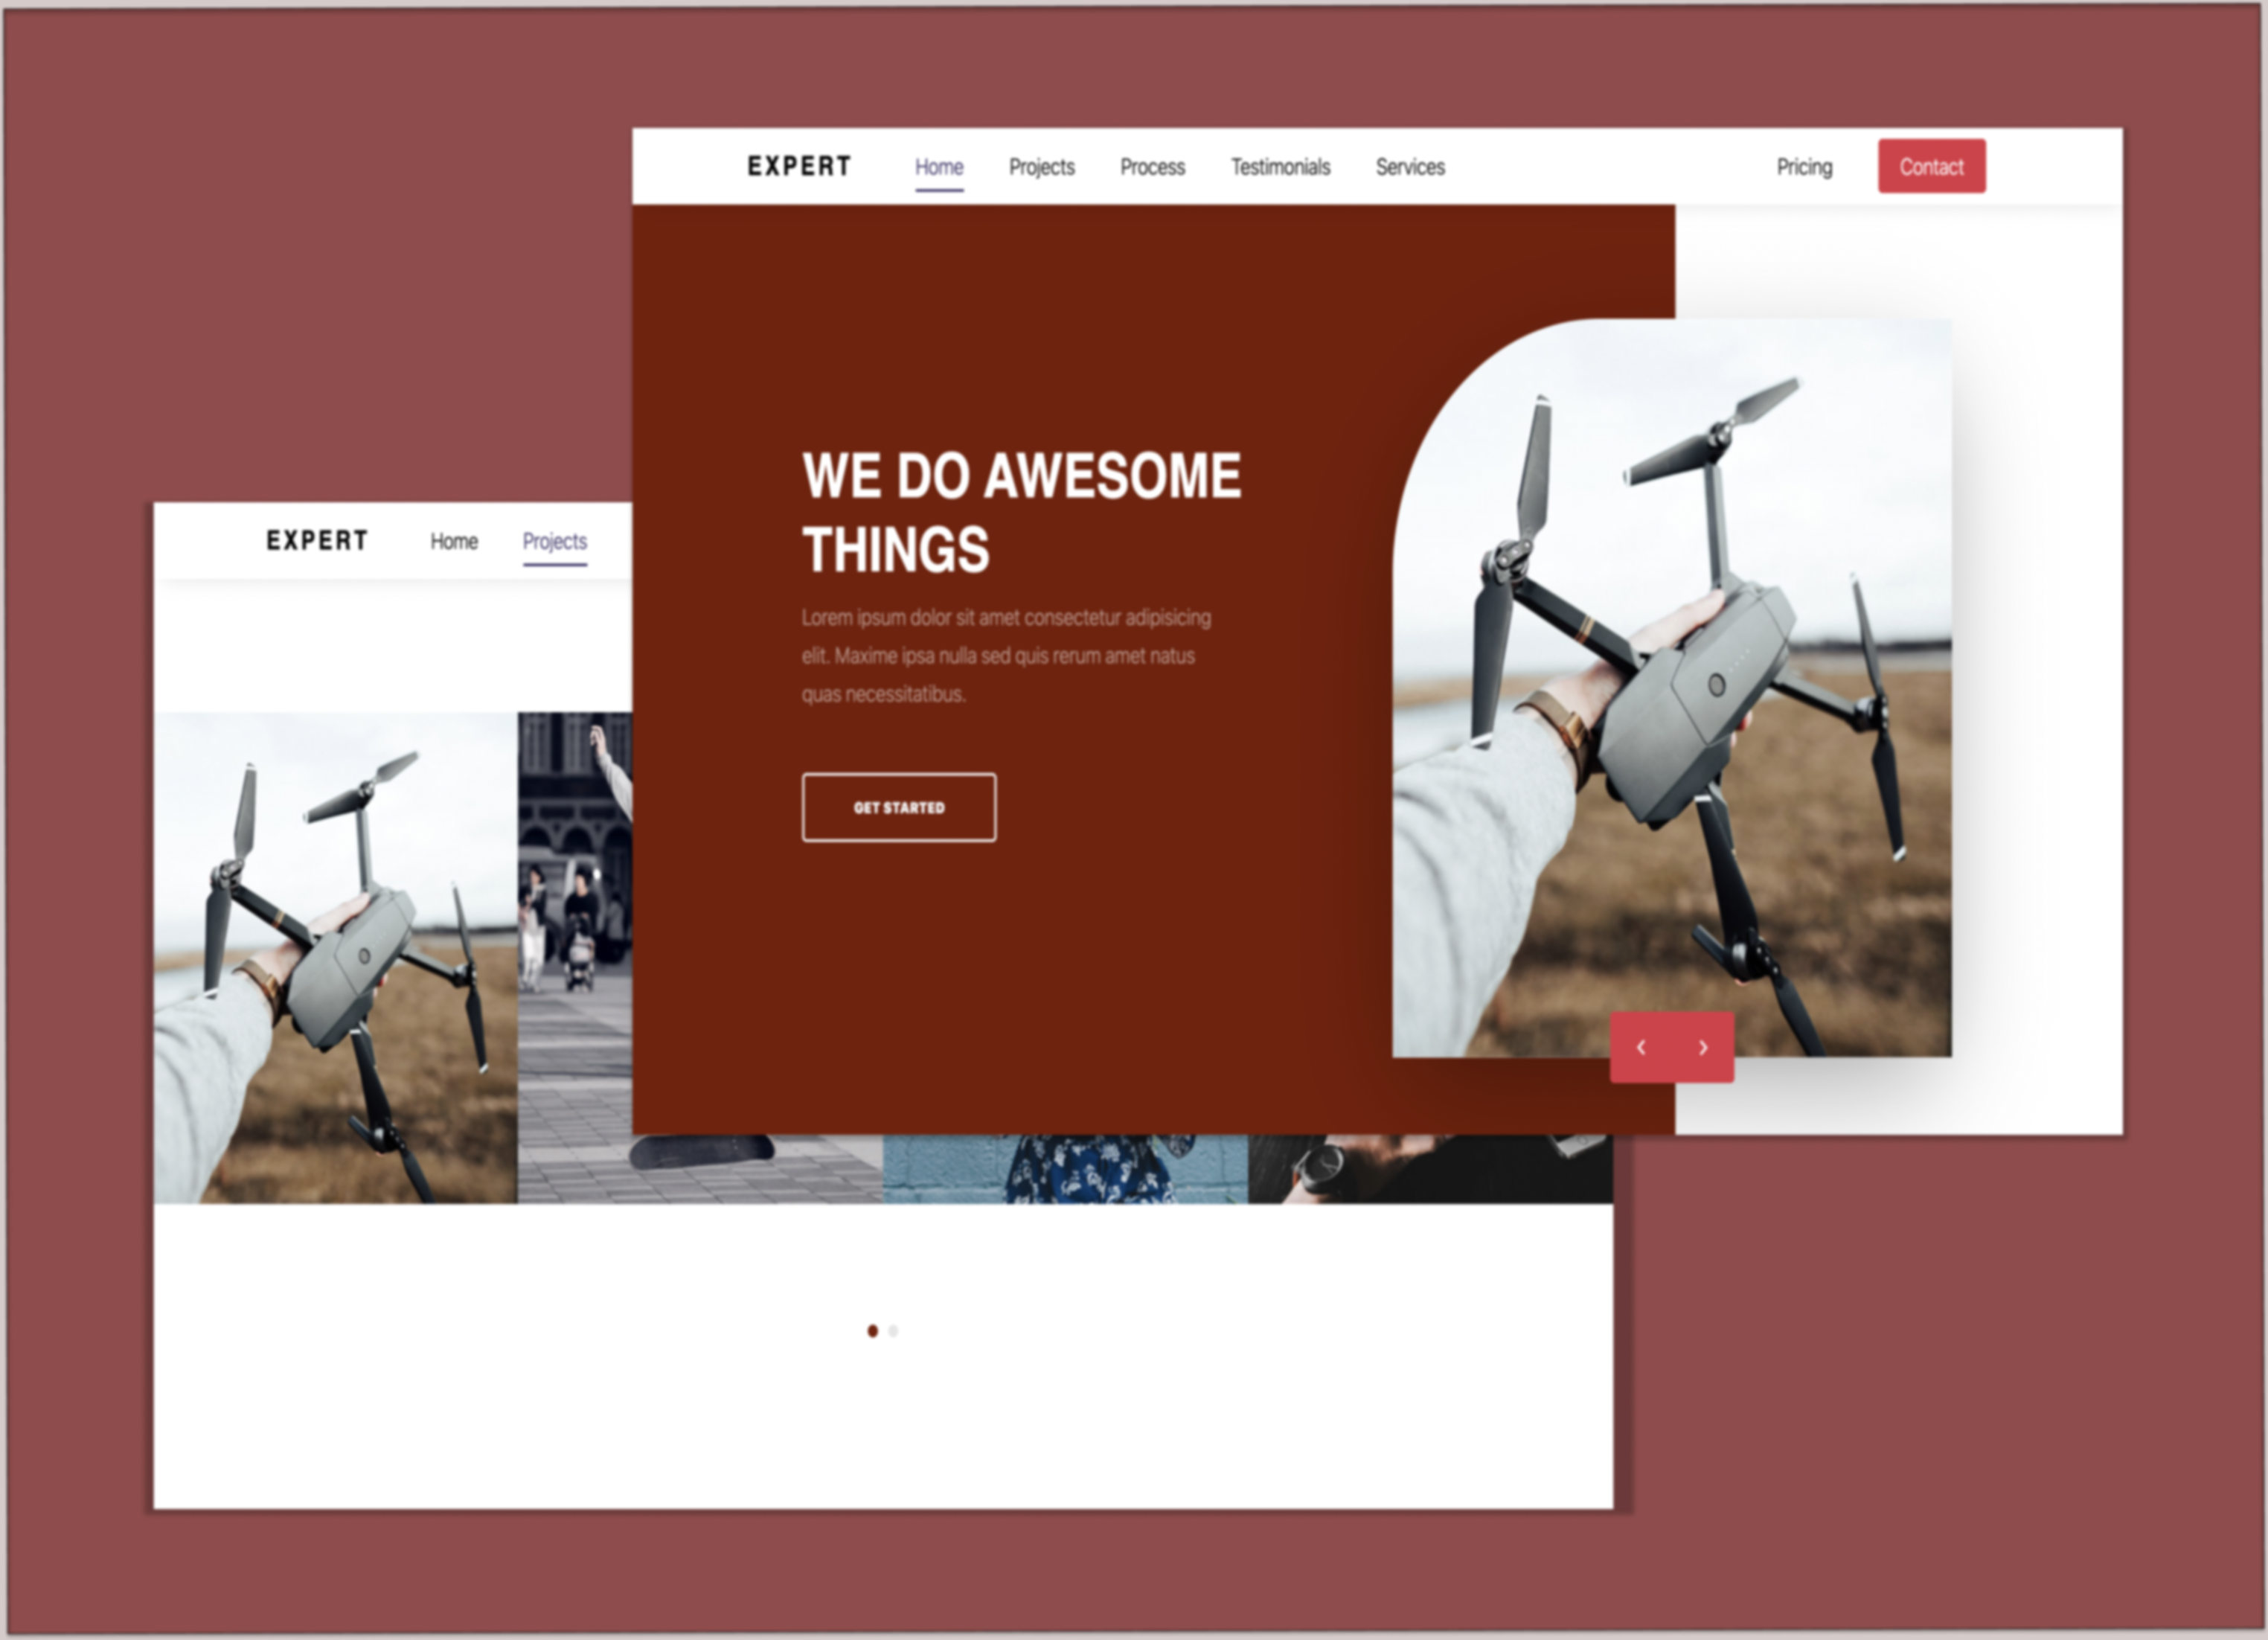 EXPERT Home Projects Process Testimonials Services Pricing Contact
WE DO AWESOME
THINGS
Lorem ipsum dolor sit amet consectetur adipisicing
elit. Maxime ipsa nulla sed quis rerum amet natus
quas necessitatibus.
GET STARTED
EXPERT Home Projects